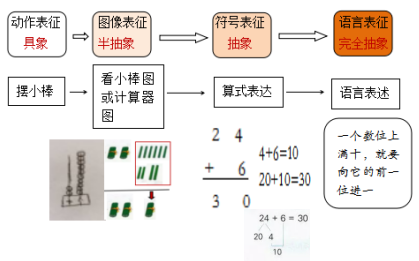 动作表征
具象
图像表征
半抽象
符号表征
抽象
语言表征
完全抽象
摆小棒
看小棒图
或计算器
图
算式表达
语言表述
2 4
+ 6
3 0
4+6=10
20+10=30
24 + 6 = 30
20 4
10
一个数位上
满十，就要
向它的前一
位进一